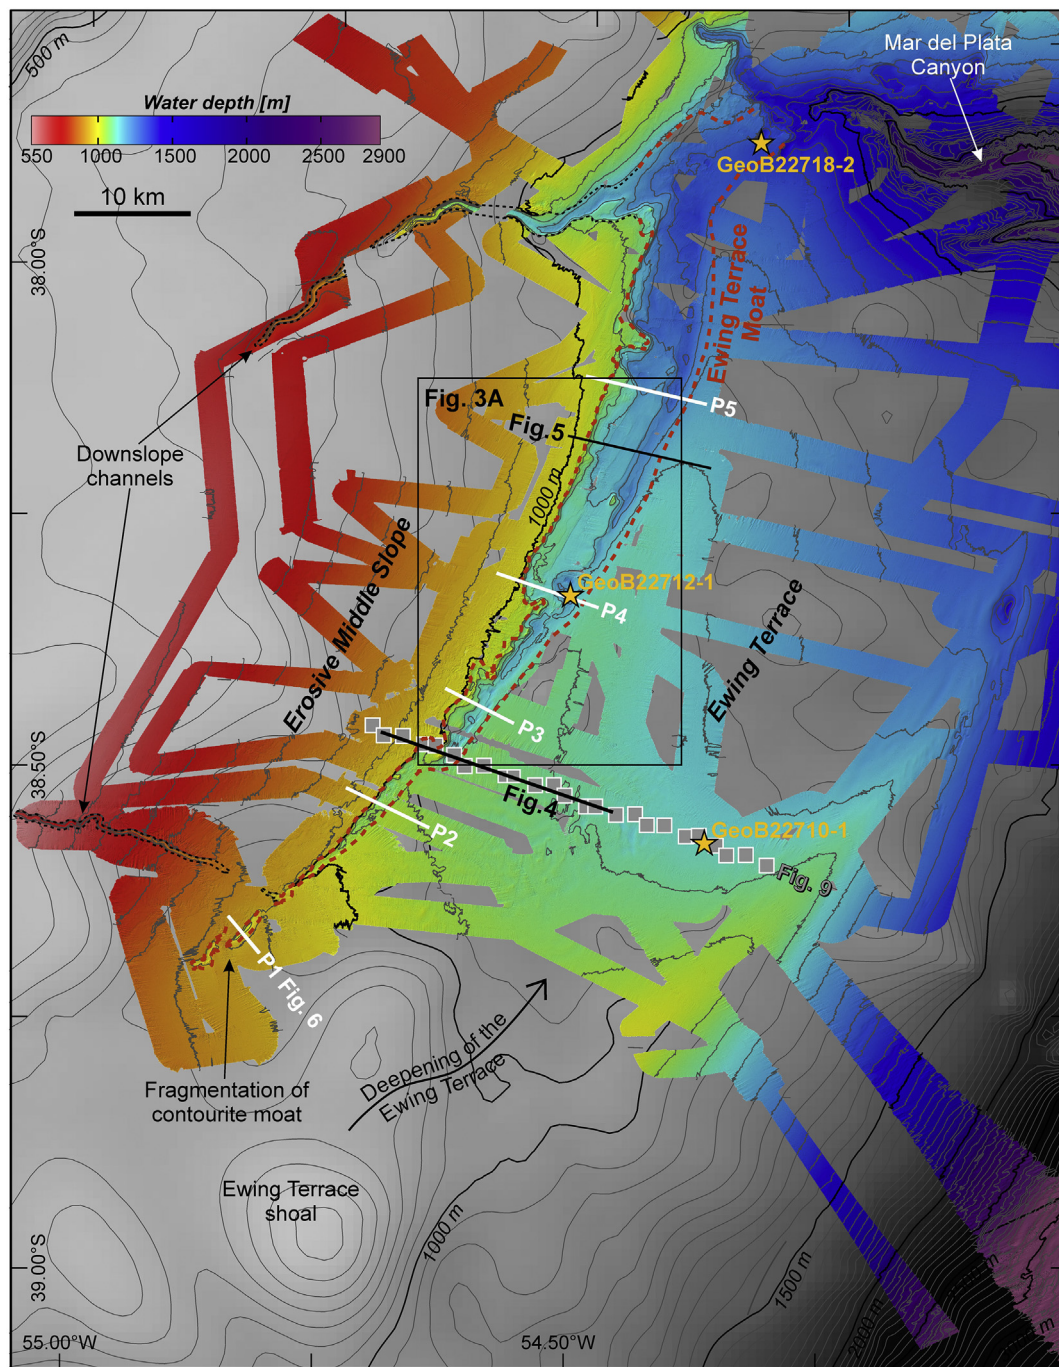 500 m
Mar del Plata
Canyon
Water depth [m]
550 1000 1500 2000 2900
10 km
GeoB22718-2
38.00°S
Ewing Terrace
Moat
Fig. 3A
P5
Fig.5
Downslope
channels
1000 m
Erosive Middle Slope
GeoB22712-1
P4
Ewing Terrace
P3
38.50°S
Fig.4
P2
GeoB22710-1
Fig. 9
P1 Fig. 6
Deepening of the
Ewing Terrace
Fragmentation of
contourite moat
Ewing Terrace
shoal
1000 m
1500 m
2000 m
39.00°S
55.00°W
54.50°W